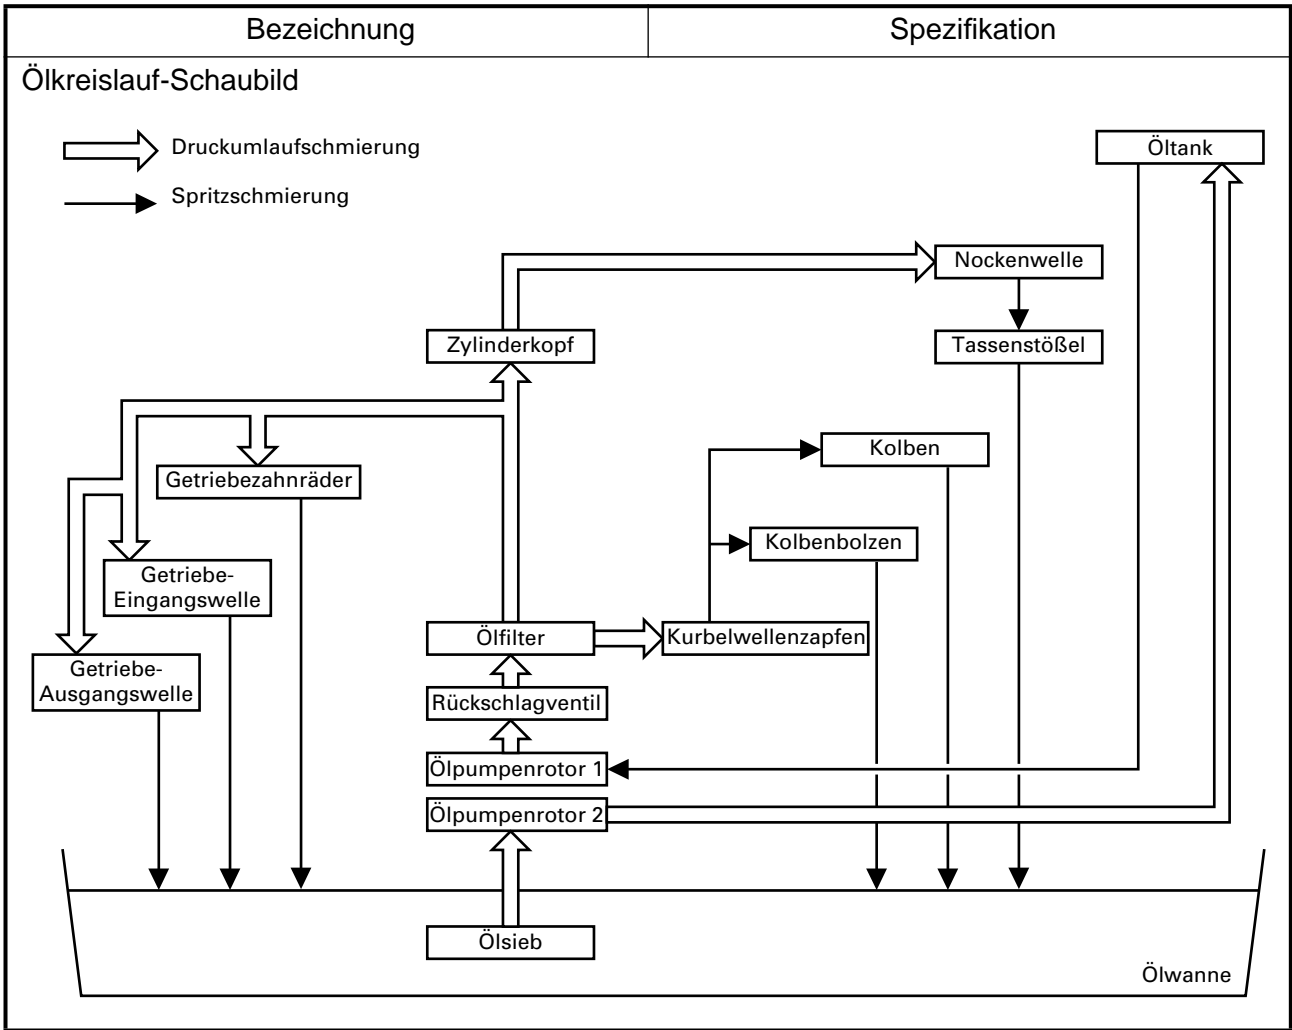 Bezeichnung
Spezifikation
Ölkreislauf-Schaubild
Druckumlaufschmierung
Spritzschmierung
Öltank
Nockenwelle
Zylinderkopf
Tassenstößel
Kolben
Getriebezahnräder
Kolbenbolzen
Getriebe-
Eingangswelle
Ölfilter
Kurbelwellenzapfen
Getriebe-
Ausgangswelle
Rückschlagventil
Ölpumpenrotor 1
Ölpumpenrotor 2
Ölsieb
Ölwanne